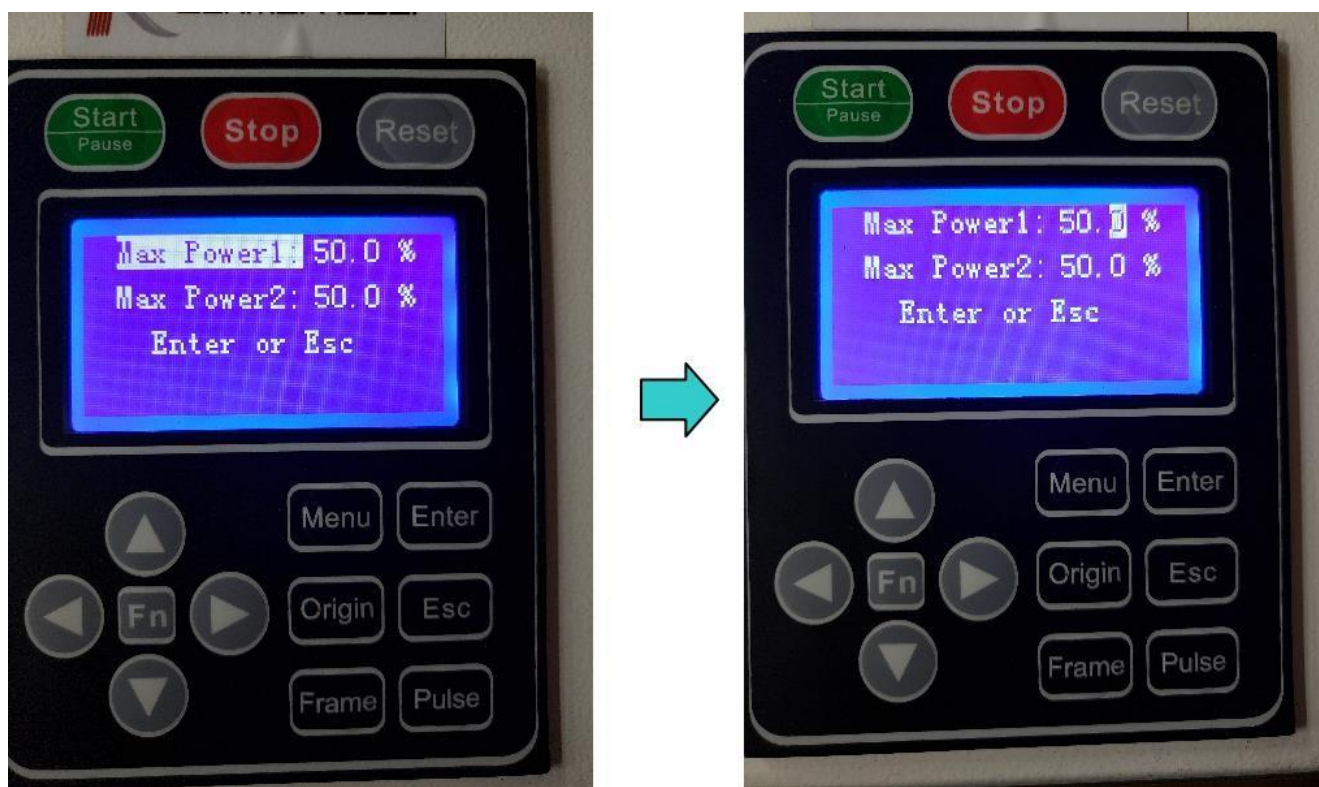 Start
Pause
Stop
Reset
Max Power1: 50.0 %
Max Power2: 50.0 %
Enter or Esc
Menu
Enter
Fn
Origin
Esc
Frame
Pulse
Start
Pause
Stop
Reset
Max Power1: 50.0 %
Max Power2: 50.0 %
Enter or Esc
Menu
Enter
Fn
Origin
Esc
Frame
Pulse